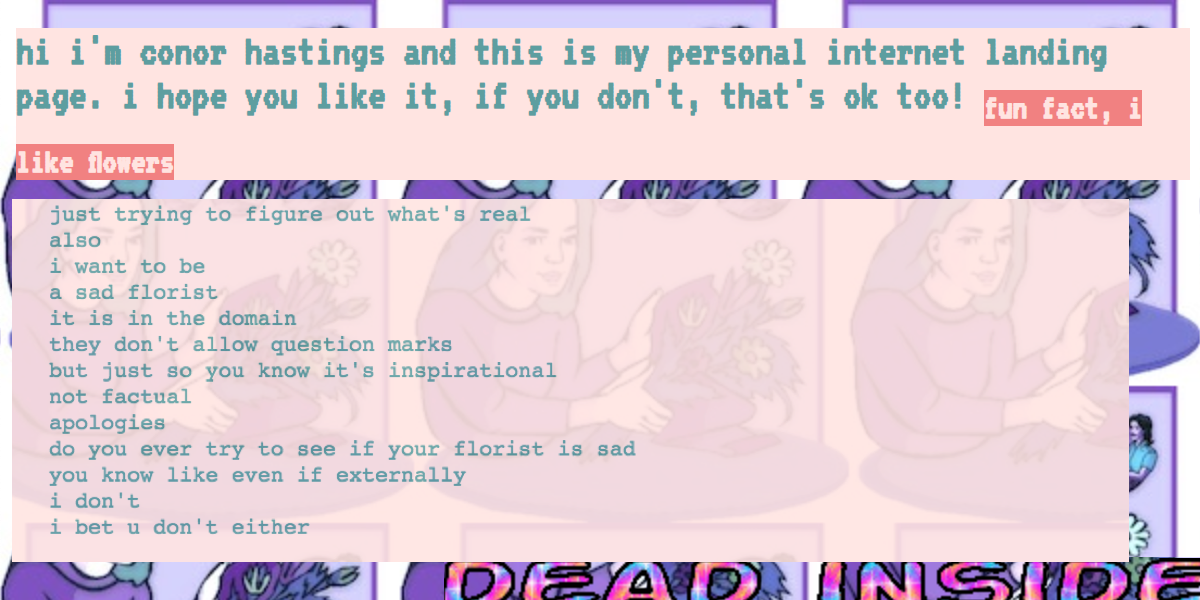 hi i'm conor hastings and this is my personal internet landing
page. i hope you like it, if you don't, that's ok too! fun fact, i
like flowers
just trying to figure out what's real
also
i want to be
a sad florist
it is in the domain
they don't allow question marks
but just so you know it's inspirational
not factual
apologies
do you ever try to see if your florist is sad
you know like even if externally
i don't
i bet u don't either
DEAD INSIDE